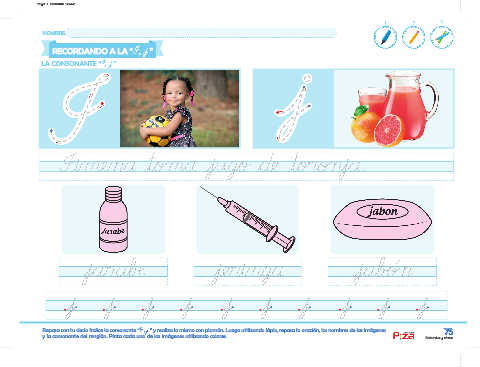 NOMBRE:
RECORDANDO A LA "J, j"
LA CONSONANTE "J, j"
J j
Jimena toma jugo de toronja
Jarabe
jabon
jarabe jeringa jabón
j j j j j j j j j j
Repasa con tu dedo índice la consonante "J, j" y realiza lo mismo con plumón. Luego utilizando lápiz, repasa la oración, los nombres de las imágenes
y la consonante del renglón. Pinta cada una de las imágenes utilizando colores.
75